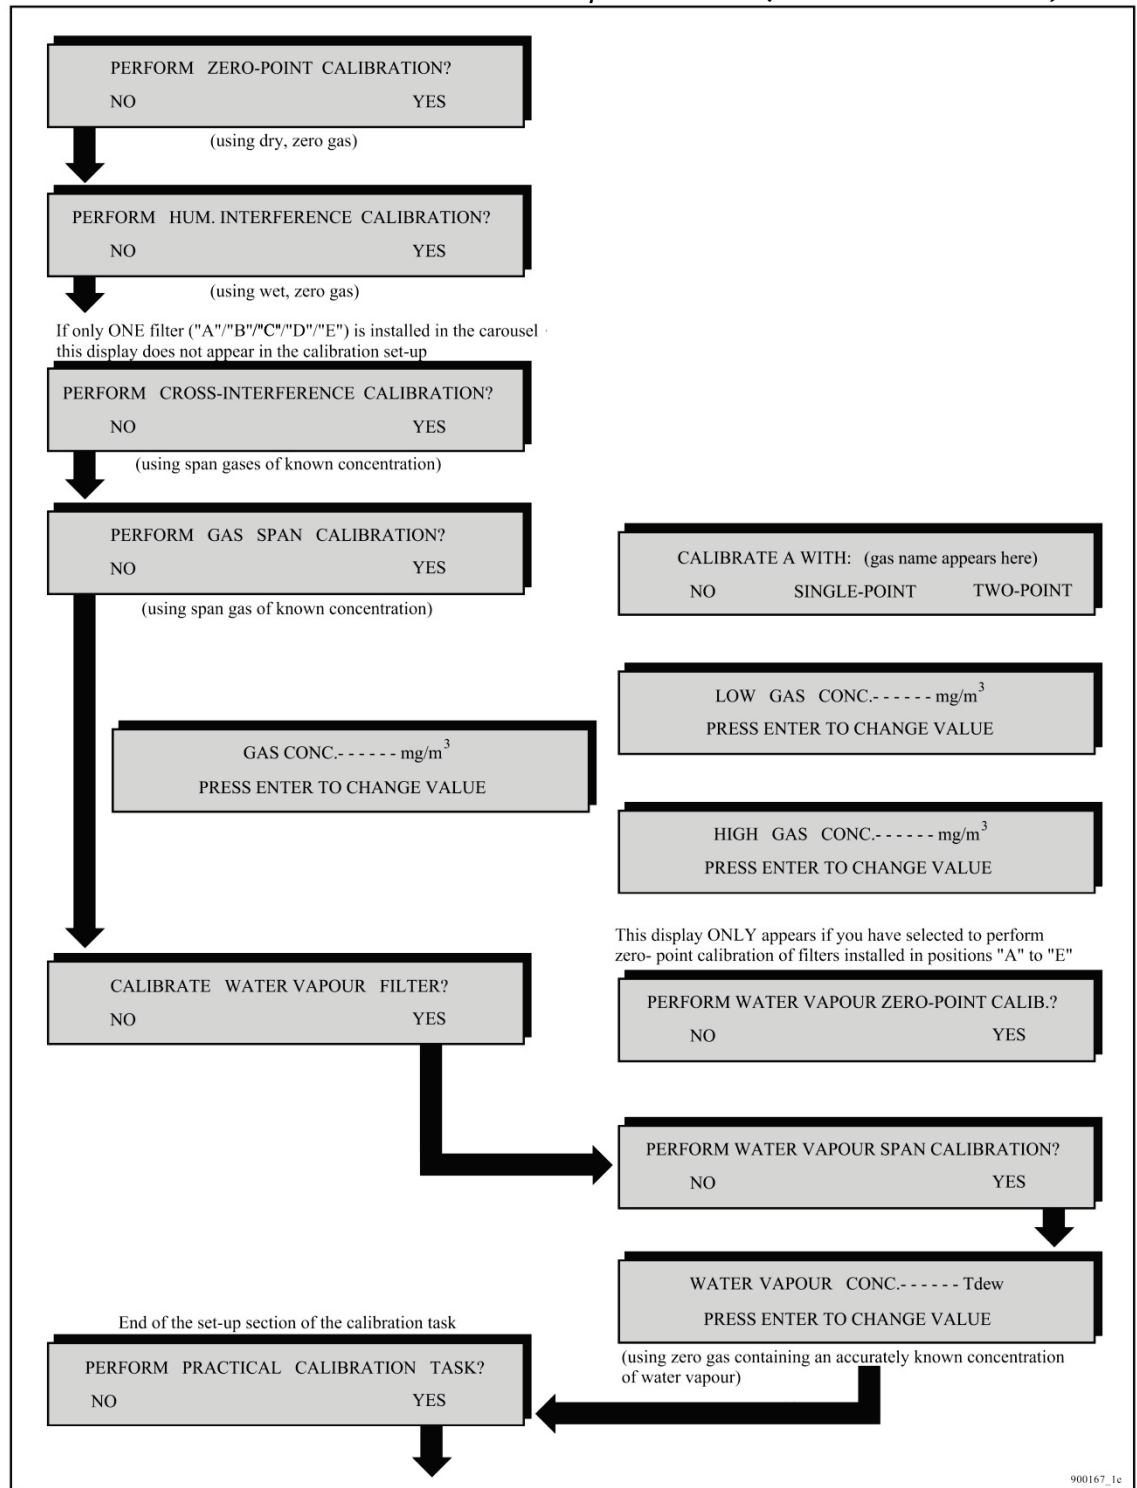 PERFORM ZERO-POINT CALIBRATION?
NO YES
(using dry, zero gas)
PERFORM HUM. INTERFERENCE CALIBRATION?
NO YES
(using wet, zero gas)
If only ONE filter ("A"/"B"/"C"/"D"/"E") is installed in the carousel
this display does not appear in the calibration set-up
PERFORM CROSS-INTERFERENCE CALIBRATION?
NO YES
(using span gases of known concentration)
PERFORM GAS SPAN CALIBRATION?
NO YES
(using span gas of known concentration)
CALIBRATE A WITH: (gas name appears here)
NO SINGLE-POINT TWO-POINT
LOW GAS CONC.- - - - - - mg/m³
PRESS ENTER TO CHANGE VALUE
GAS CONC.- - - - - - mg/m³
PRESS ENTER TO CHANGE VALUE
HIGH GAS CONC.- - - - - - mg/m³
PRESS ENTER TO CHANGE VALUE
CALIBRATE WATER VAPOUR FILTER?
NO YES
This display ONLY appears if you have selected to perform
zero- point calibration of filters installed in positions "A" to "E"
PERFORM WATER VAPOUR ZERO-POINT CALIB.?
NO YES
PERFORM WATER VAPOUR SPAN CALIBRATION?
NO YES
WATER VAPOUR CONC.- - - - - - Tdew
PRESS ENTER TO CHANGE VALUE
(using zero gas containing an accurately known concentration
of water vapour)
End of the set-up section of the calibration task
PERFORM PRACTICAL CALIBRATION TASK?
NO YES
900167_1e